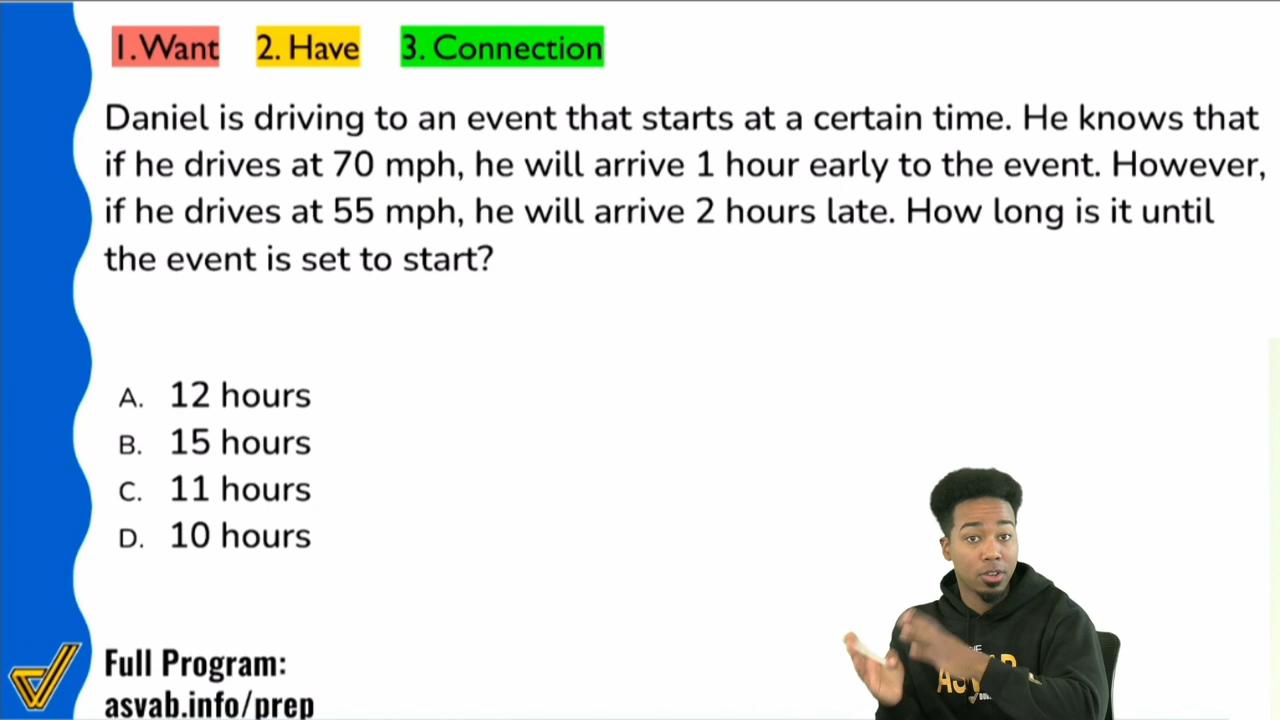 1. Want 2. Have 3. Connection
Daniel is driving to an event that starts at a certain time. He knows that
if he drives at 70 mph, he will arrive 1 hour early to the event. However,
if he drives at 55 mph, he will arrive 2 hours late. How long is it until
the event is set to start?
A. 12 hours
B. 15 hours
C. 11 hours
D. 10 hours
Full Program:
asvab.info/prep